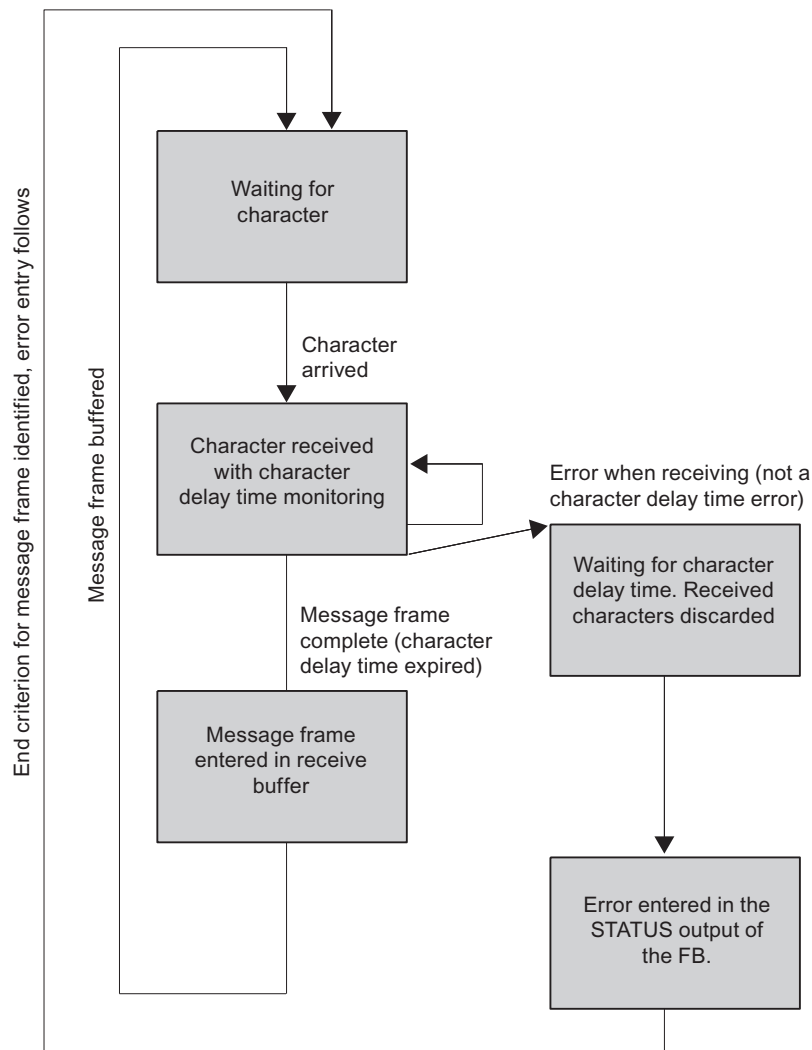 Waiting for
character
Character
arrived
Character received
with character
delay time monitoring
Error when receiving (not a
character delay time error)
Waiting for character
delay time. Received
characters discarded
Message frame
complete (character
delay time expired)
Message frame
entered in receive
buffer
Error entered in the
STATUS output of
the FB.
Message frame buffered
End criterion for message frame identified, error entry follows